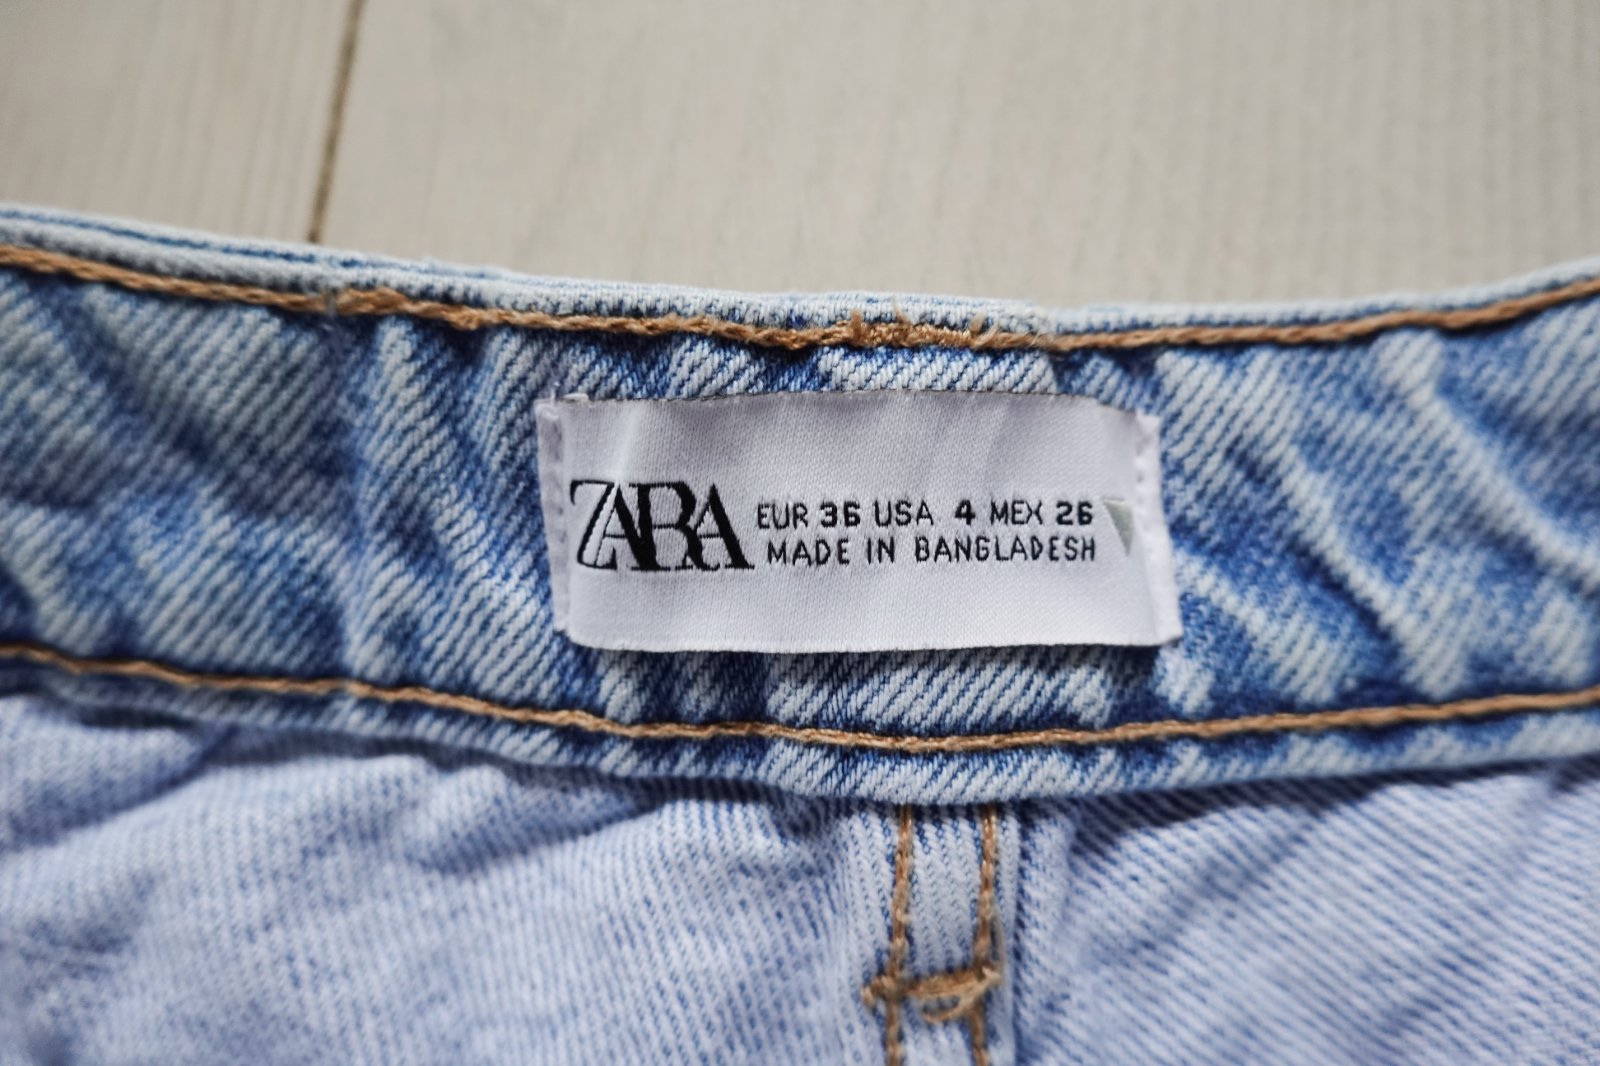 ZARA
EUR 36 USA 4 MEX 26
MADE IN BANGLADESH